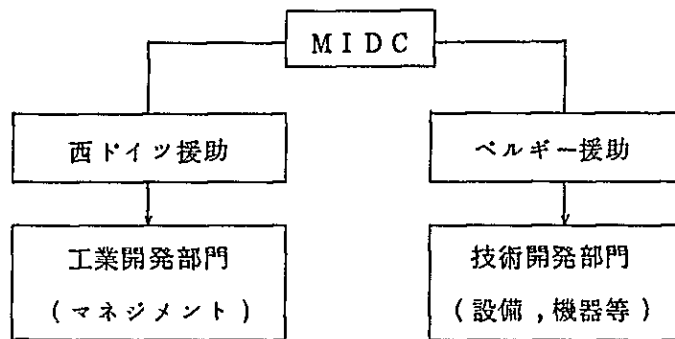 MIDC
西ドイツ援助
ベルギー援助
工業開発部門
(マネジメント)
技術開発部門
(設備,機器等)